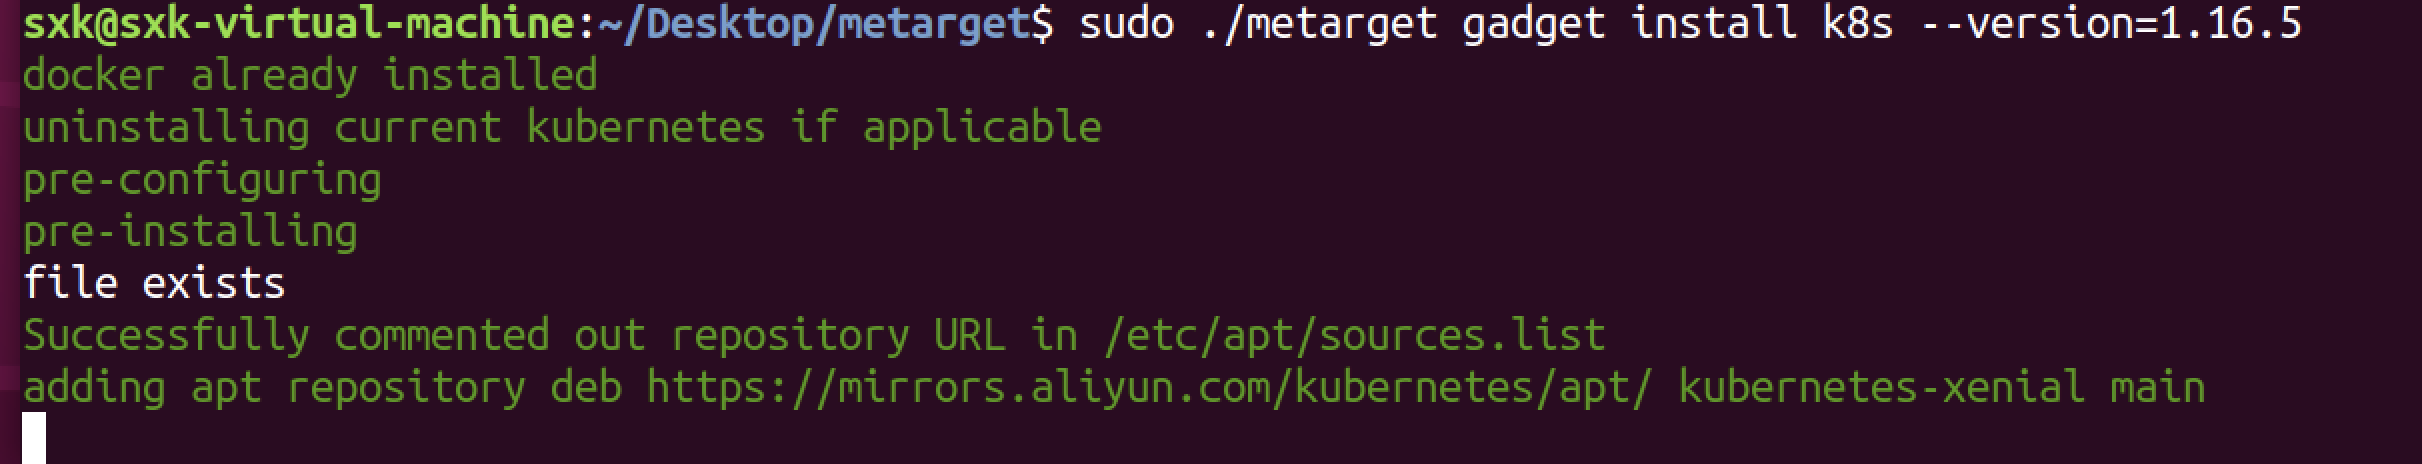 sxk@sxk-virtual-machine:~/Desktop/metarget$ sudo ./metarget gadget install k8s --version=1.16.5
docker already installed
uninstalling current kubernetes if applicable
pre-configuring
pre-installing
file exists
Successfully commented out repository URL in /etc/apt/sources.list
adding apt repository deb https://mirrors.aliyun.com/kubernetes/apt/ kubernetes-xenial main